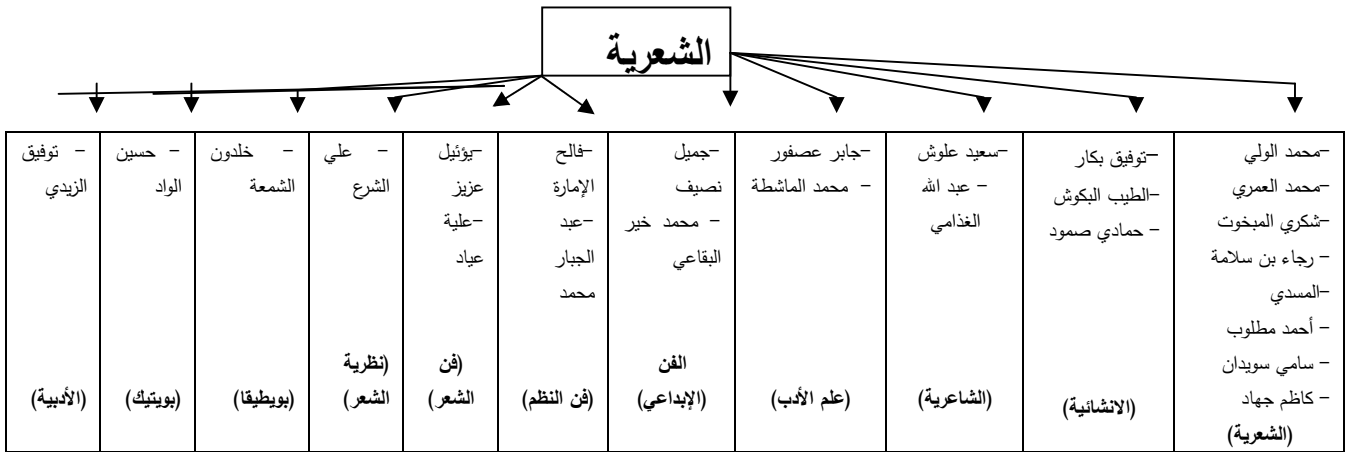 الشعرية
–محمد الولي
–محمد العمري
–شكري المبخوت
– رجاء بن سلامة
–المسدي
– أحمد مطلوب
– سامي سويدان
– كاظم جهاد
(الشعرية)
–توفيق بكار
–الطيب البكوش
– حمادي صمود
(الانشائية)
–سعيد علوش
– عبد الله
الغذامي
(الشاعرية)
–جابر عصفور
– محمد الماشطة
(علم الأدب)
–جميل
نصيف
– محمد خير
البقاعي
الفن
(الإبداعي)
–فالح
الإمارة
–عبد
الجبار
محمد
(فن النظم)
–يؤئيل
عزيز
–علية
عياد
(فن
الشعر)
– علي
الشرع
(نظرية
الشعر)
– خلدون
الشمعة
(بويطيقا)
– حسين
الواد
(بويتيك)
– توفيق
الزيدي
(الأدبية)